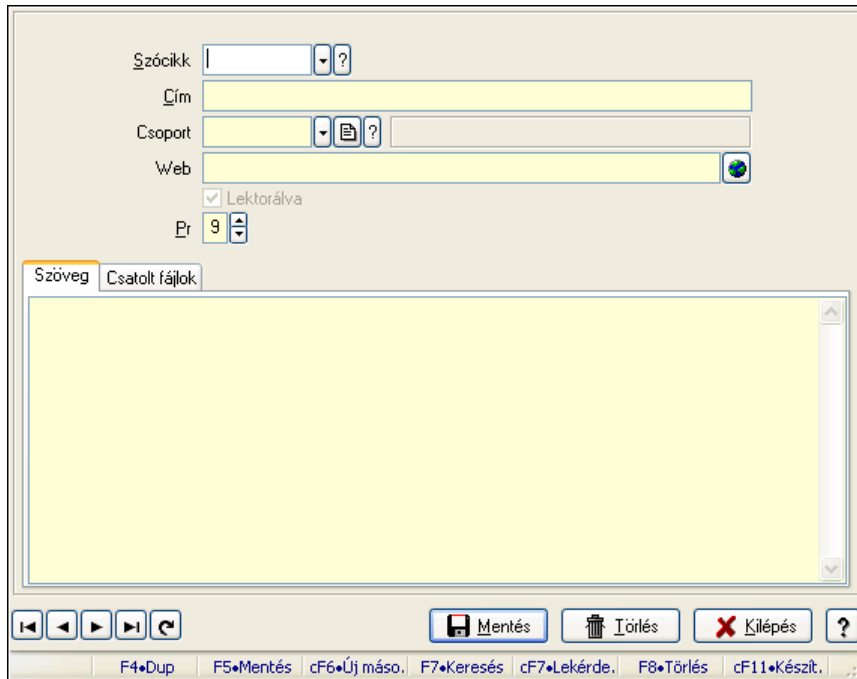 Szócikk ?
Cím
Csoport ?
Web
Lektorálva
Pr 9
Szöveg Csatolt fájlok
Mentés Törlés Kilépés ?
F4•Dup F5•Mentés cF6•Új máso. F7•Keresés cF7•Lekérde. F8•Törlés cF11•Készít.